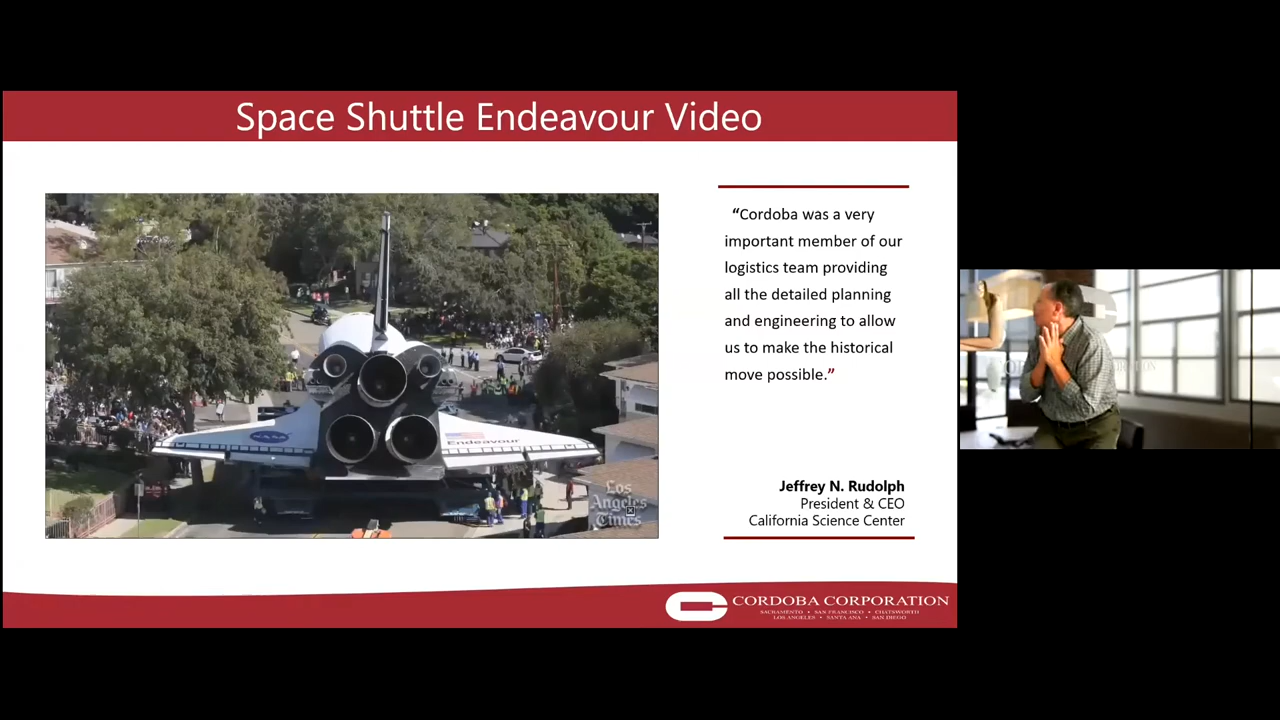 Space Shuttle Endeavour Video
“Cordoba was a very
important member of our
logistics team providing
all the detailed planning
and engineering to allow
us to make the historical
move possible.”
NASA
Endeavour
Los
Angeles
Times
Jeffrey N. Rudolph
President & CEO
California Science Center
CORDOBA CORPORATION
SACRAMENTO • SAN FRANCISCO • CHATSWORTH
LOS ANGELES • SANTA ANA • SAN DIEGO